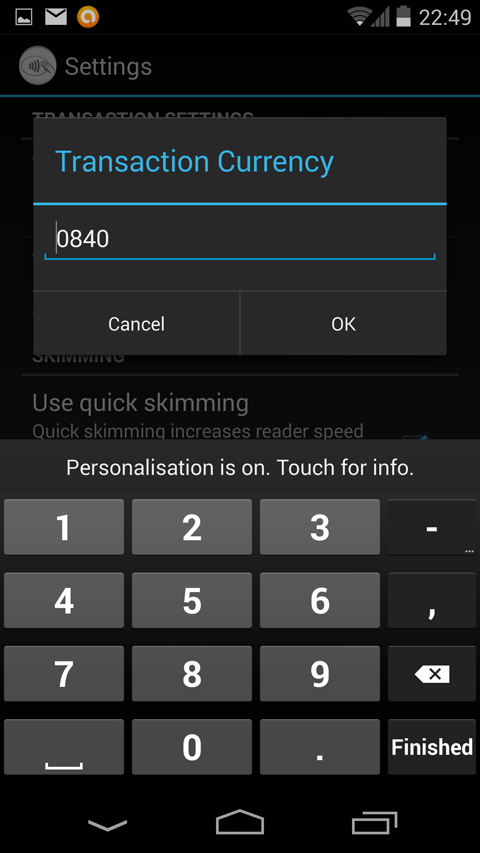 22:49
Settings
TRANSACTION SETTINGS
Transaction Currency
0840
Cancel
OK
SKIMMING
Use quick skimming
Quick skimming increases reader speed
Personalisation is on. Touch for info.
1 2 3 -
...
4 5 6 ,
7 8 9
0 . Finished